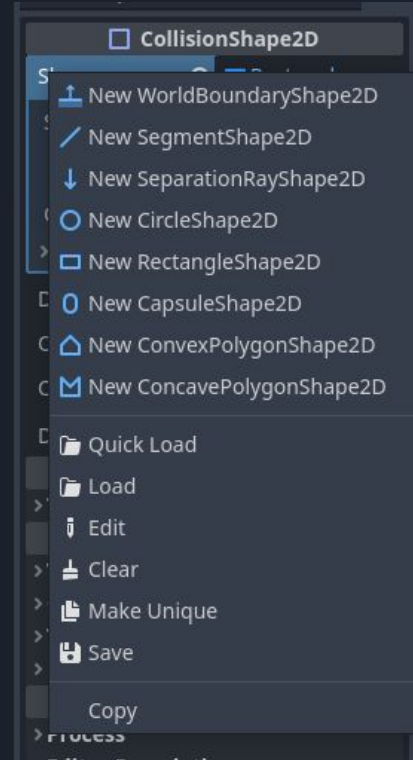 CollisionShape2D
New WorldBoundaryShape2D
New SegmentShape2D
New SeparationRayShape2D
New CircleShape2D
New RectangleShape2D
New CapsuleShape2D
New ConvexPolygonShape2D
New ConcavePolygonShape2D
Quick Load
Load
Edit
Clear
Make Unique
Save
Copy
Process